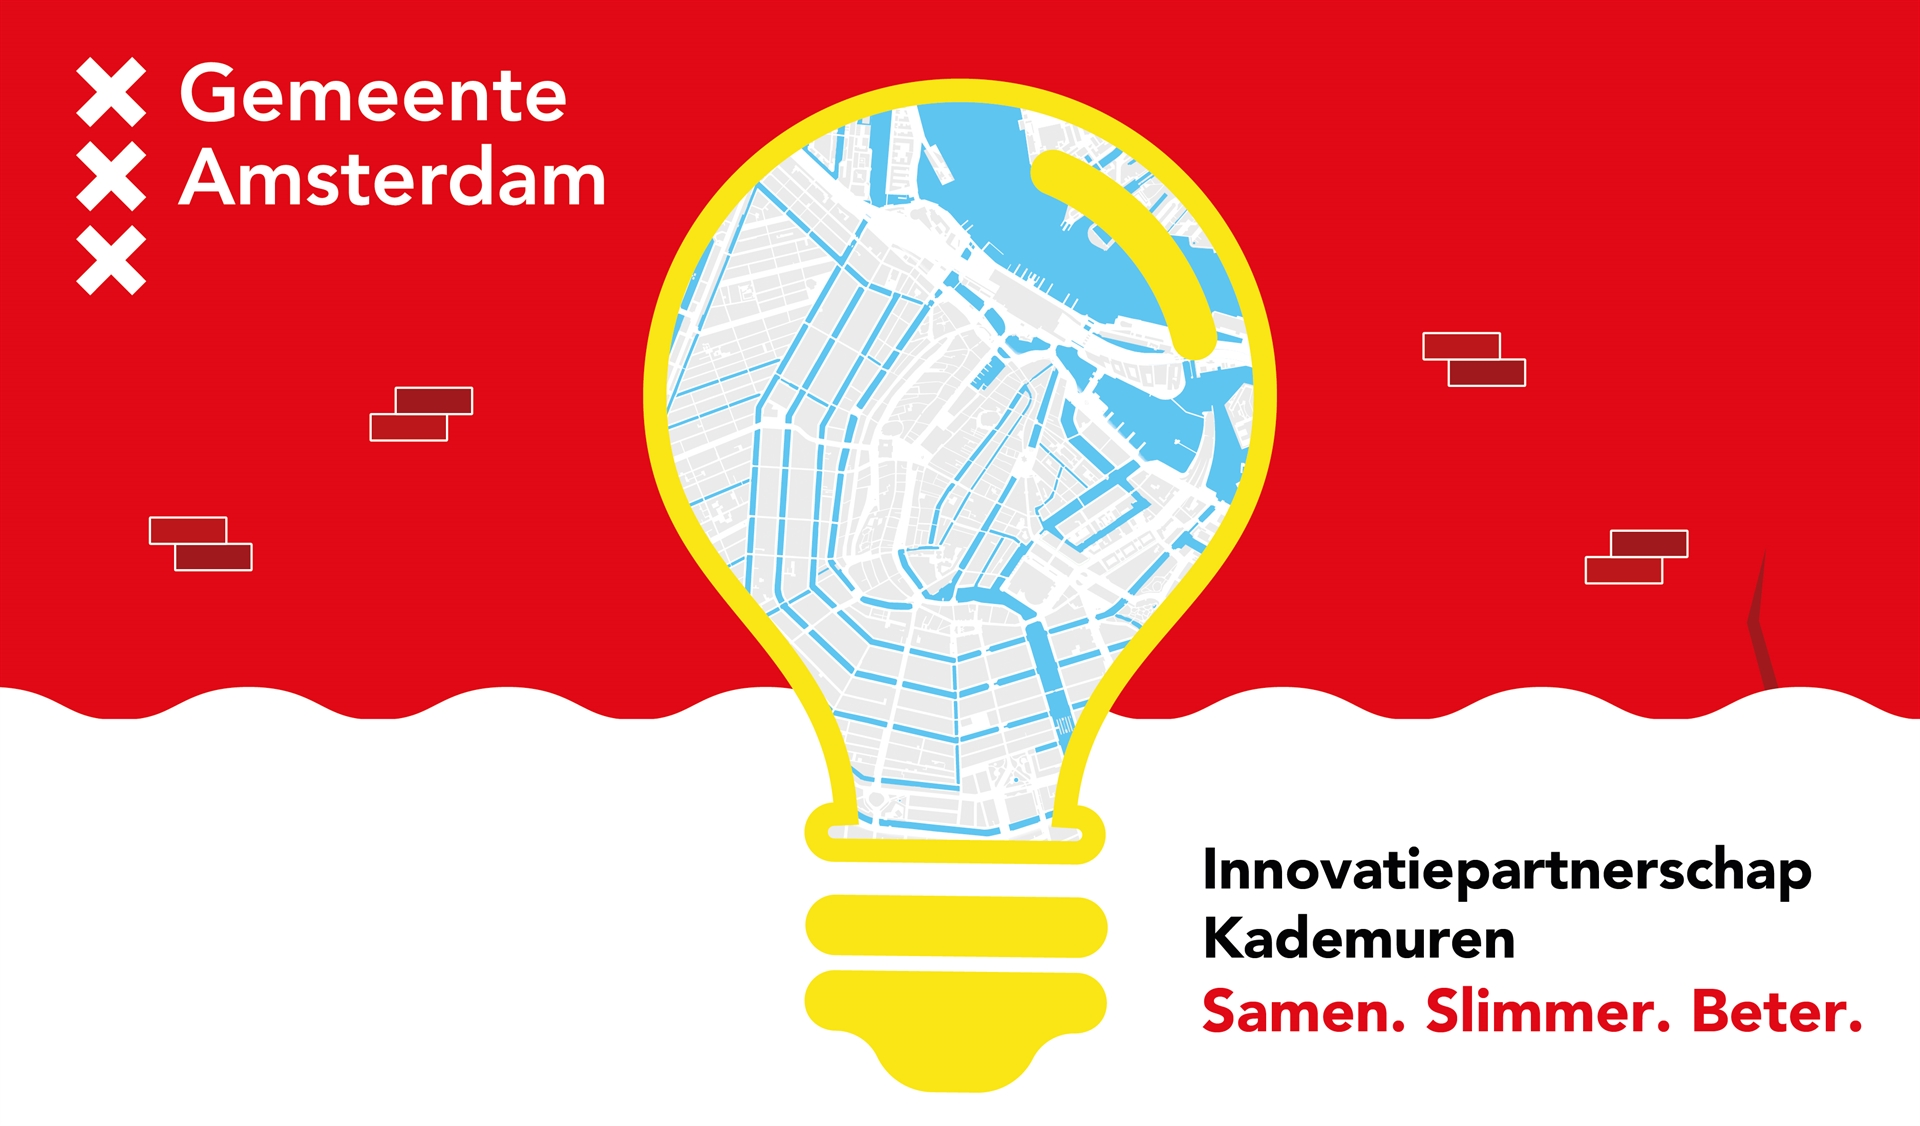 Gemeente
Amsterdam
Innovatiepartnerschap
Kademuren
Samen. Slimmer. Beter.